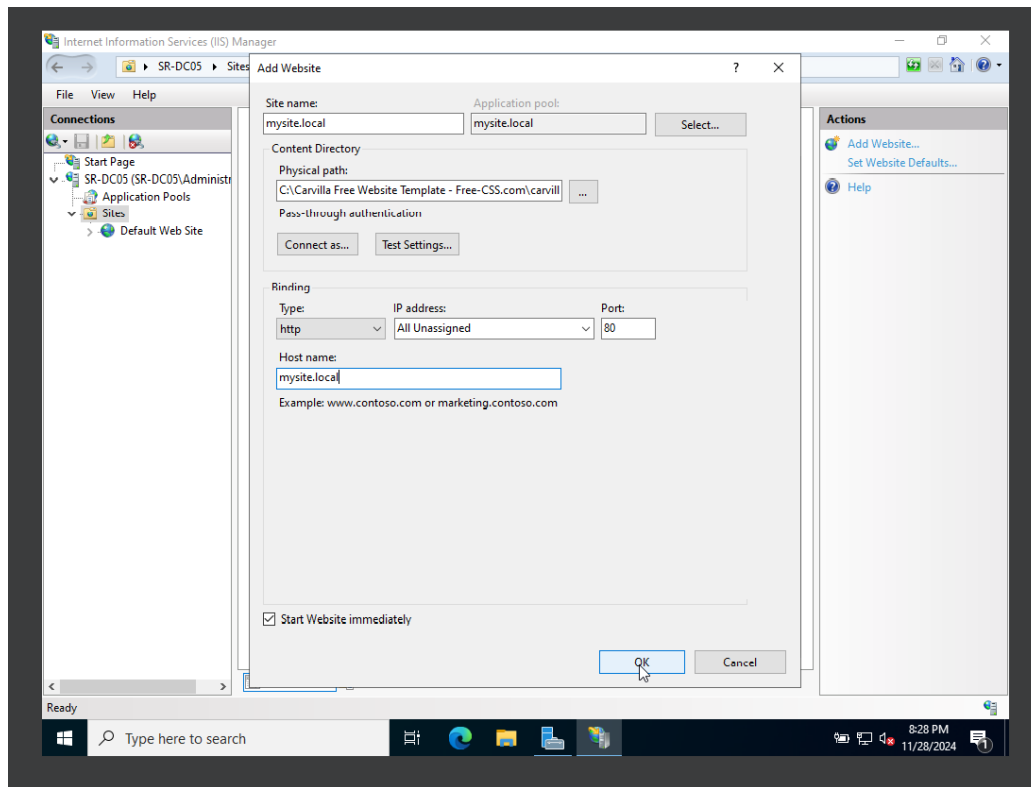 Internet Information Services (IIS) Manager
SR-DC05 Sites
File View Help
Connections
Start Page
SR-DC05 (SR-DC05\Administr
Application Pools
Sites
Default Web Site
Add Website ?
Site name: Application pool:
mysite.local mysite.local Select...
Content Directory
Physical path:
C:\Carvilla Free Website Template - Free-CSS.com\carvill ...
Pass-through authentication
Connect as... Test Settings...
Binding
Type: IP address: Port:
http All Unassigned 80
Host name:
mysite.local
Example: www.contoso.com or marketing.contoso.com
Start Website immediately
OK Cancel
Actions
Add Website...
Set Website Defaults...
Help
Ready
Type here to search
8:28 PM
11/28/2024
1